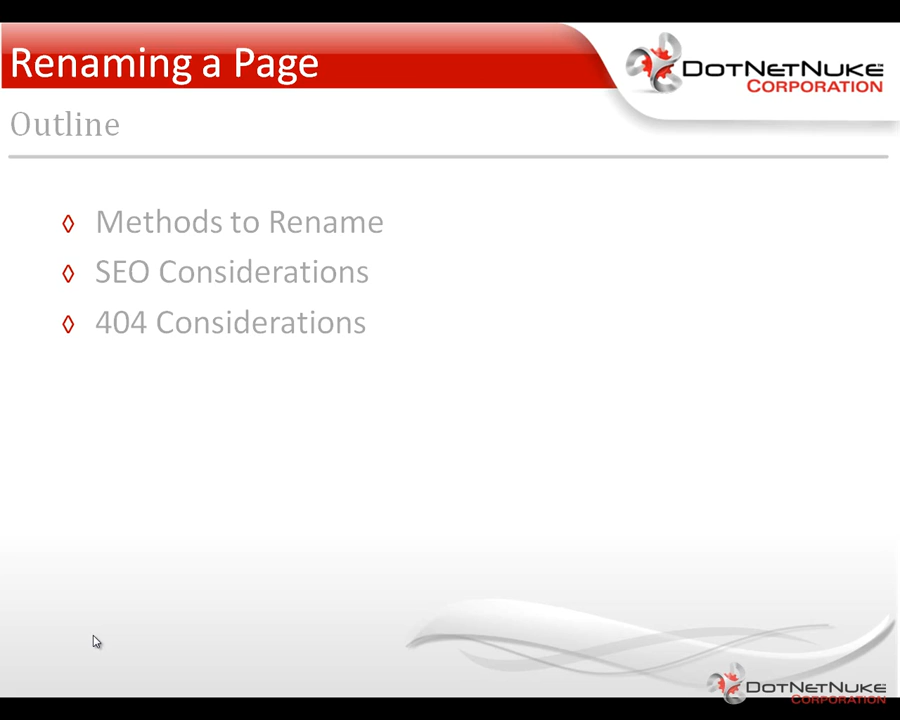 Renaming a Page
DotNetNuke
Corporation
Outline
Methods to Rename
SEO Considerations
404 Considerations
DotNetNuke
Corporation